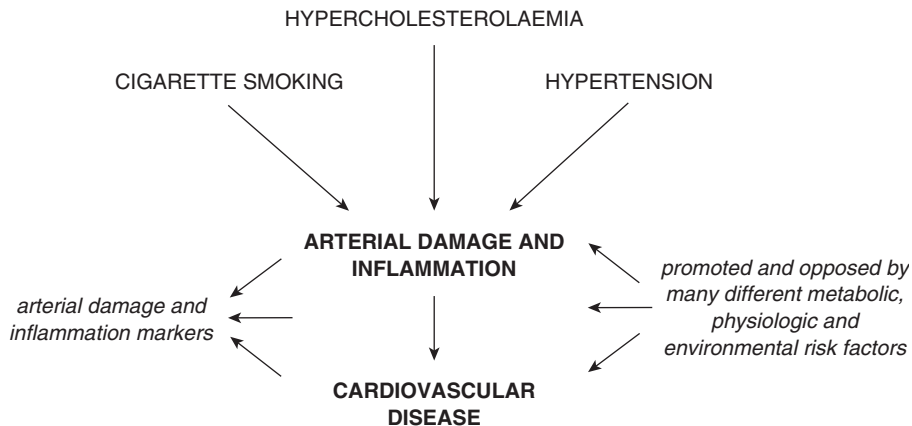 HYPERCHOLESTEROLAEMIA
CIGARETTE SMOKING
HYPERTENSION
ARTERIAL DAMAGE AND
INFLAMMATION
arterial damage and
inflammation markers
promoted and opposed by
many different metabolic,
physiologic and
environmental risk factors
CARDIOVASCULAR
DISEASE